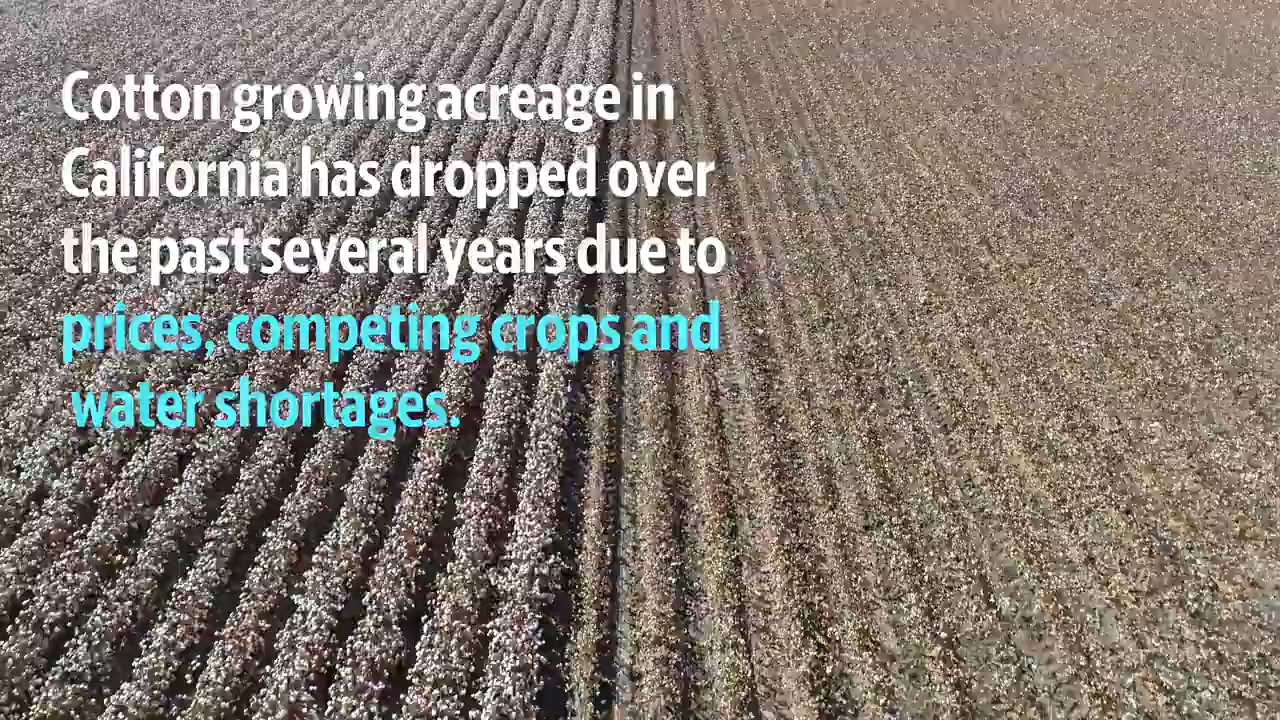 Cotton growing acreage in
California has dropped over
the past several years due to
prices, competing crops and
water shortages.